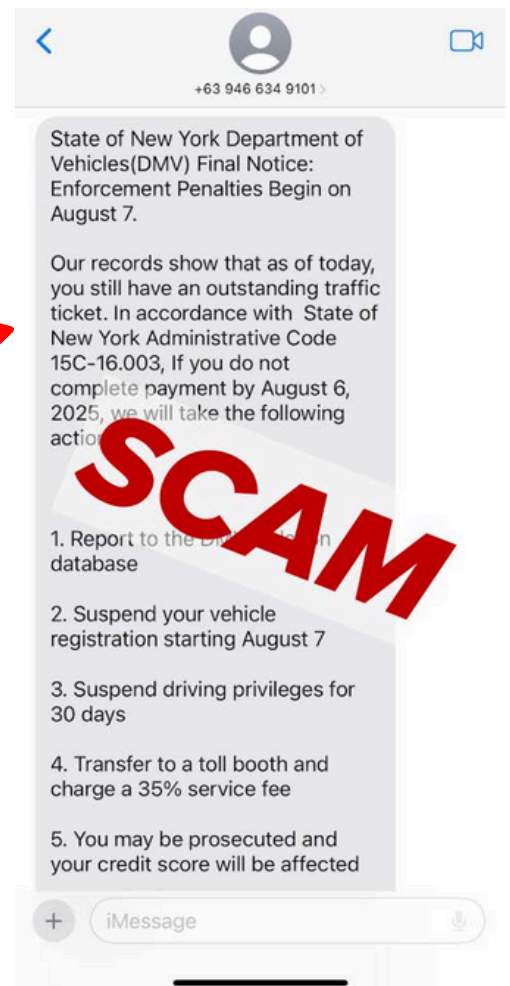 +63 946 634 9101 >
State of New York Department of
Vehicles(DMV) Final Notice:
Enforcement Penalties Begin on
August 7.
Our records show that as of today,
you still have an outstanding traffic
ticket. In accordance with State of
New York Administrative Code
15C-16.003, If you do not
complete payment by August 6,
2025, we will take the following
SCAM
1. Report to the
database
2. Suspend your vehicle
registration starting August 7
3. Suspend driving privileges for
30 days
4. Transfer to a toll booth and
charge a 35% service fee
5. You may be prosecuted and
your credit score will be affected
iMessage